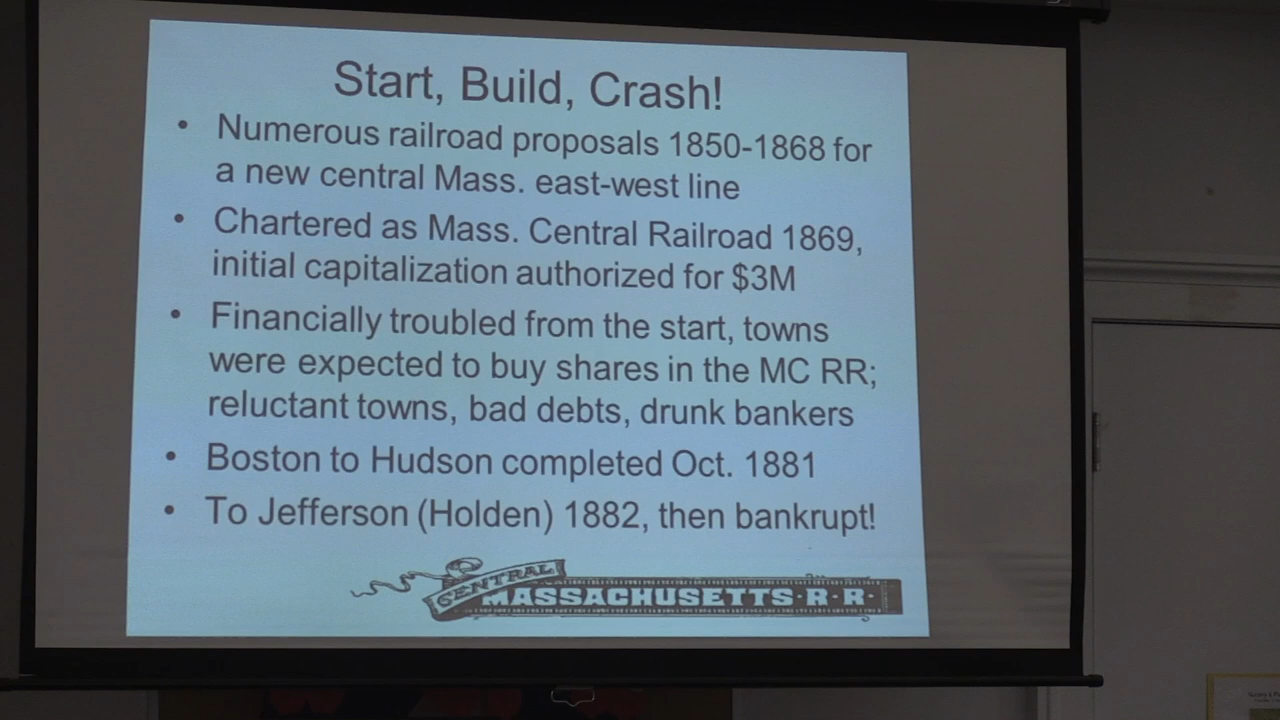 Start, Build, Crash!
• Numerous railroad proposals 1850-1868 for
a new central Mass. east-west line
• Chartered as Mass. Central Railroad 1869,
initial capitalization authorized for $3M
• Financially troubled from the start, towns
were expected to buy shares in the MC RR;
reluctant towns, bad debts, drunk bankers
• Boston to Hudson completed Oct. 1881
• To Jefferson (Holden) 1882, then bankrupt!
CENTRAL
MASSACHUSETTS·R·R·